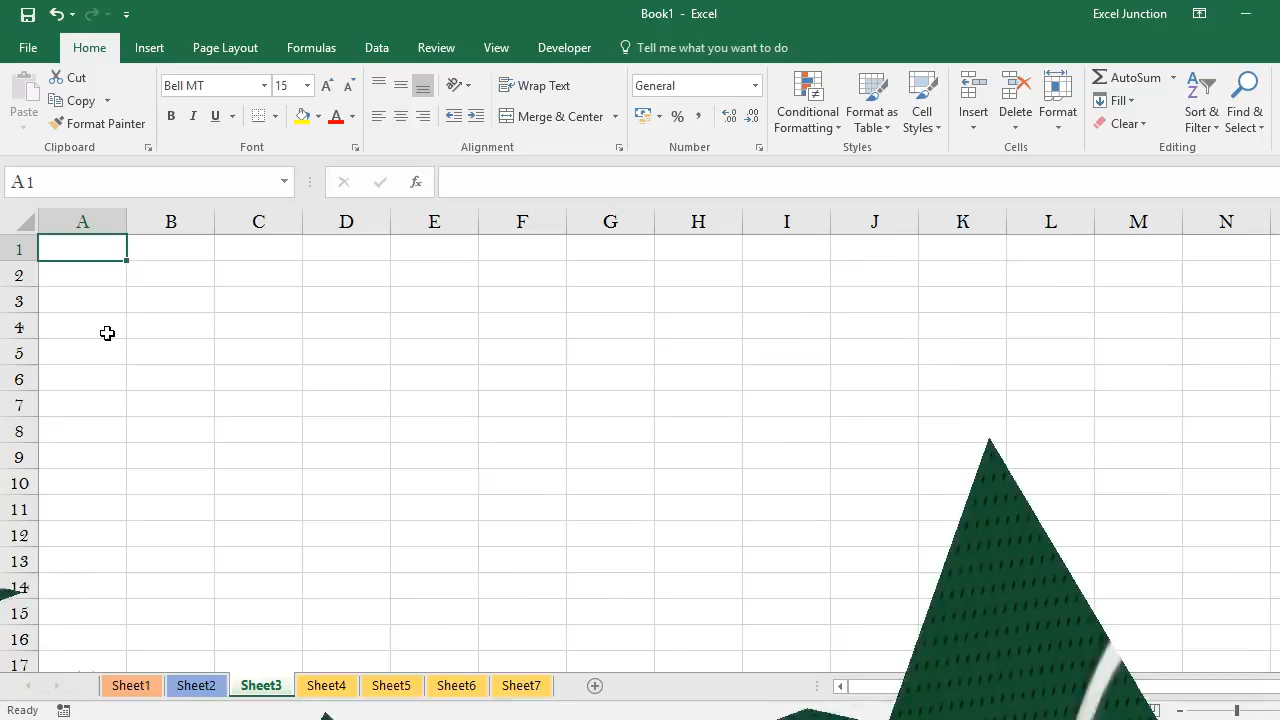 Book1 - Excel
Excel Junction
File Home Insert Page Layout Formulas Data Review View Developer Tell me what you want to do
Paste
Cut
Copy
Format Painter
Clipboard
Bell MT 15
B I U
Font
Wrap Text
Merge & Center
Alignment
General
% ,
Number
Conditional Formatting
Format as Table
Cell Styles
Styles
Insert
Delete
Format
Cells
AutoSum
Fill
Clear
Sort & Filter
Find & Select
Editing
A1
fx
A B C D E F G H I J K L M N
1
2
3
4
5
6
7
8
9
10
11
12
13
14
15
16
17
Sheet1 Sheet2 Sheet3 Sheet4 Sheet5 Sheet6 Sheet7
Ready